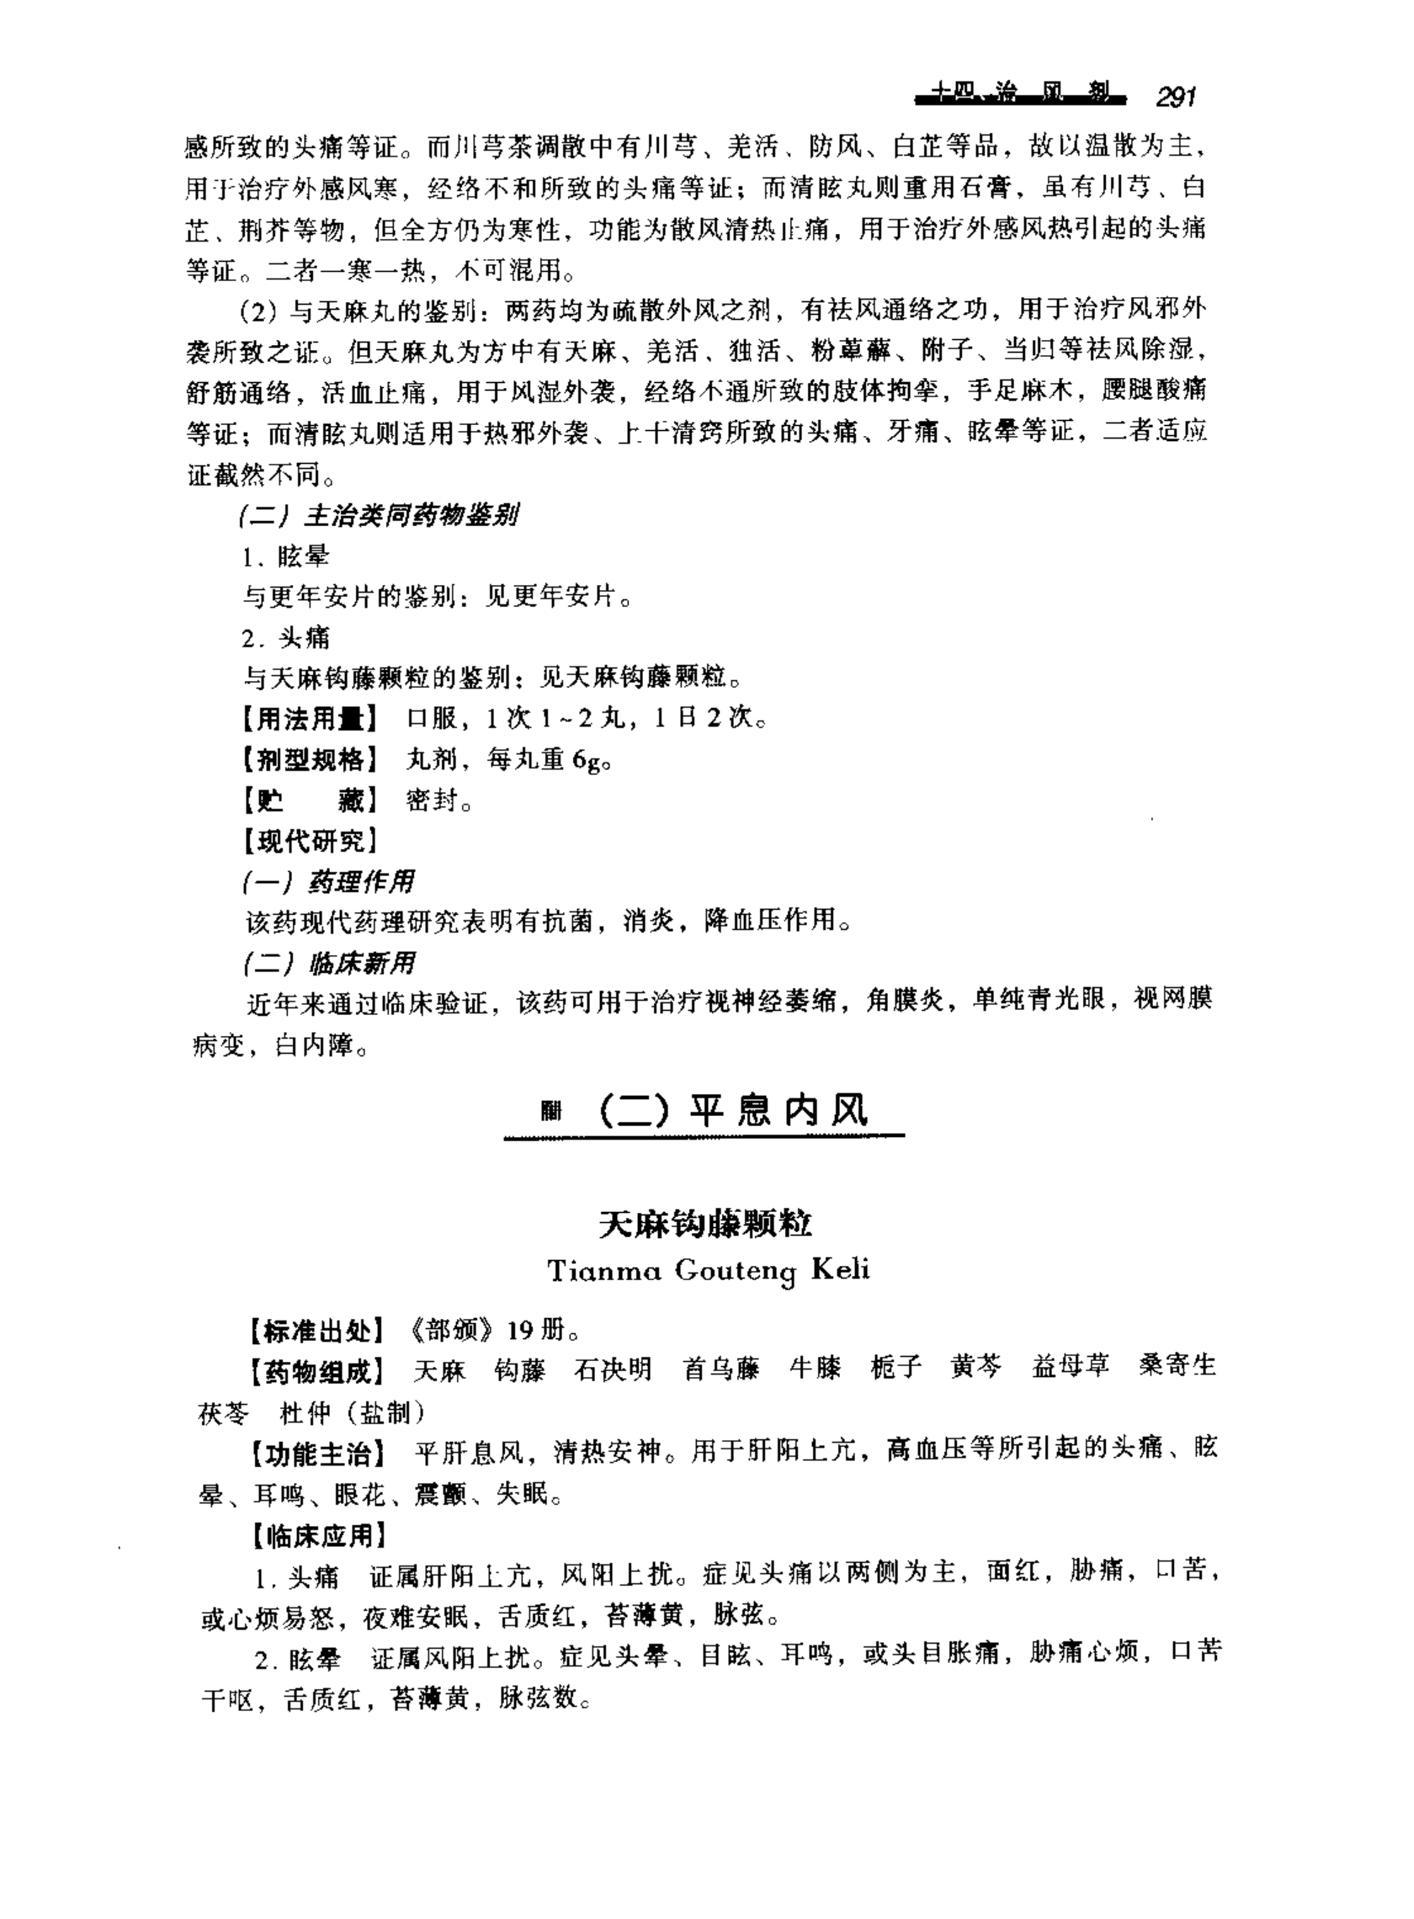 十四、治风剂 291
感所致的头痛等证。而川芎茶调散中有川芎、羌活、防风、白芷等品，故以温散为主，
用于治疗外感风寒，经络不和所致的头痛等证；而清眩丸则重用石膏，虽有川芎、白
芷、荆芥等物，但全方仍为寒性，功能为散风清热止痛，用于治疗外感风热引起的头痛
等证。二者一寒一热，不可混用。
(2) 与天麻丸的鉴别：两药均为疏散外风之剂，有祛风通络之功，用于治疗风邪外
袭所致之证。但天麻丸为方中有天麻、羌活、独活、粉萆薢、附子、当归等祛风除湿，
舒筋通络，活血止痛，用于风湿外袭，经络不通所致的肢体拘挛，手足麻木，腰腿酸痛
等证；而清眩丸则适用于热邪外袭、上干清窍所致的头痛、牙痛、眩晕等证，二者适应
证截然不同。
(二) 主治类同药物鉴别
1. 眩晕
与更年安片的鉴别：见更年安片。
2. 头痛
与天麻钩藤颗粒的鉴别：见天麻钩藤颗粒。
【用法用量】 口服，1次1~2丸，1日2次。
【剂型规格】 丸剂，每丸重6g。
【贮　　藏】 密封。
【现代研究】
(一) 药理作用
该药现代药理研究表明有抗菌，消炎，降血压作用。
(二) 临床新用
近年来通过临床验证，该药可用于治疗视神经萎缩，角膜炎，单纯青光眼，视网膜
病变，白内障。
(二) 平息内风
天麻钩藤颗粒
Tianma Gouteng Keli
【标准出处】《部颁》19册。
【药物组成】 天麻　钩藤　石决明　首乌藤　牛膝　栀子　黄芩　益母草　桑寄生
茯苓　杜仲（盐制）
【功能主治】 平肝息风，清热安神。用于肝阳上亢，高血压等所引起的头痛、眩
晕、耳鸣、眼花、震颤、失眠。
【临床应用】
1. 头痛　证属肝阳上亢，风阳上扰。症见头痛以两侧为主，面红，胁痛，口苦，
或心烦易怒，夜难安眠，舌质红，苔薄黄，脉弦。
2. 眩晕　证属风阳上扰。症见头晕、目眩、耳鸣，或头目胀痛，胁痛心烦，口苦
干呕，舌质红，苔薄黄，脉弦数。